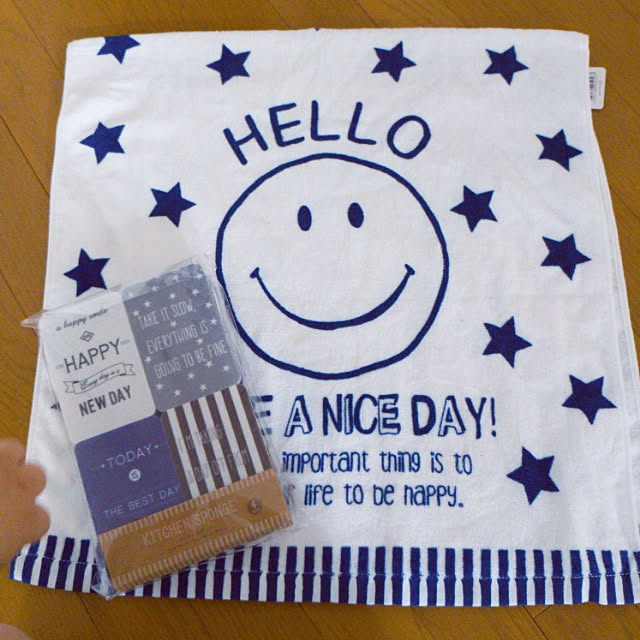 HELLO
A NICE DAY!
important thing is to
life to be happy.
a happy smile
HAPPY
NEW DAY
TAKE IT SLOW
EVERYTHING IS
GOING TO BE FINE
TODAY
IS
THE BEST DAY
KITCHEN SPONGE